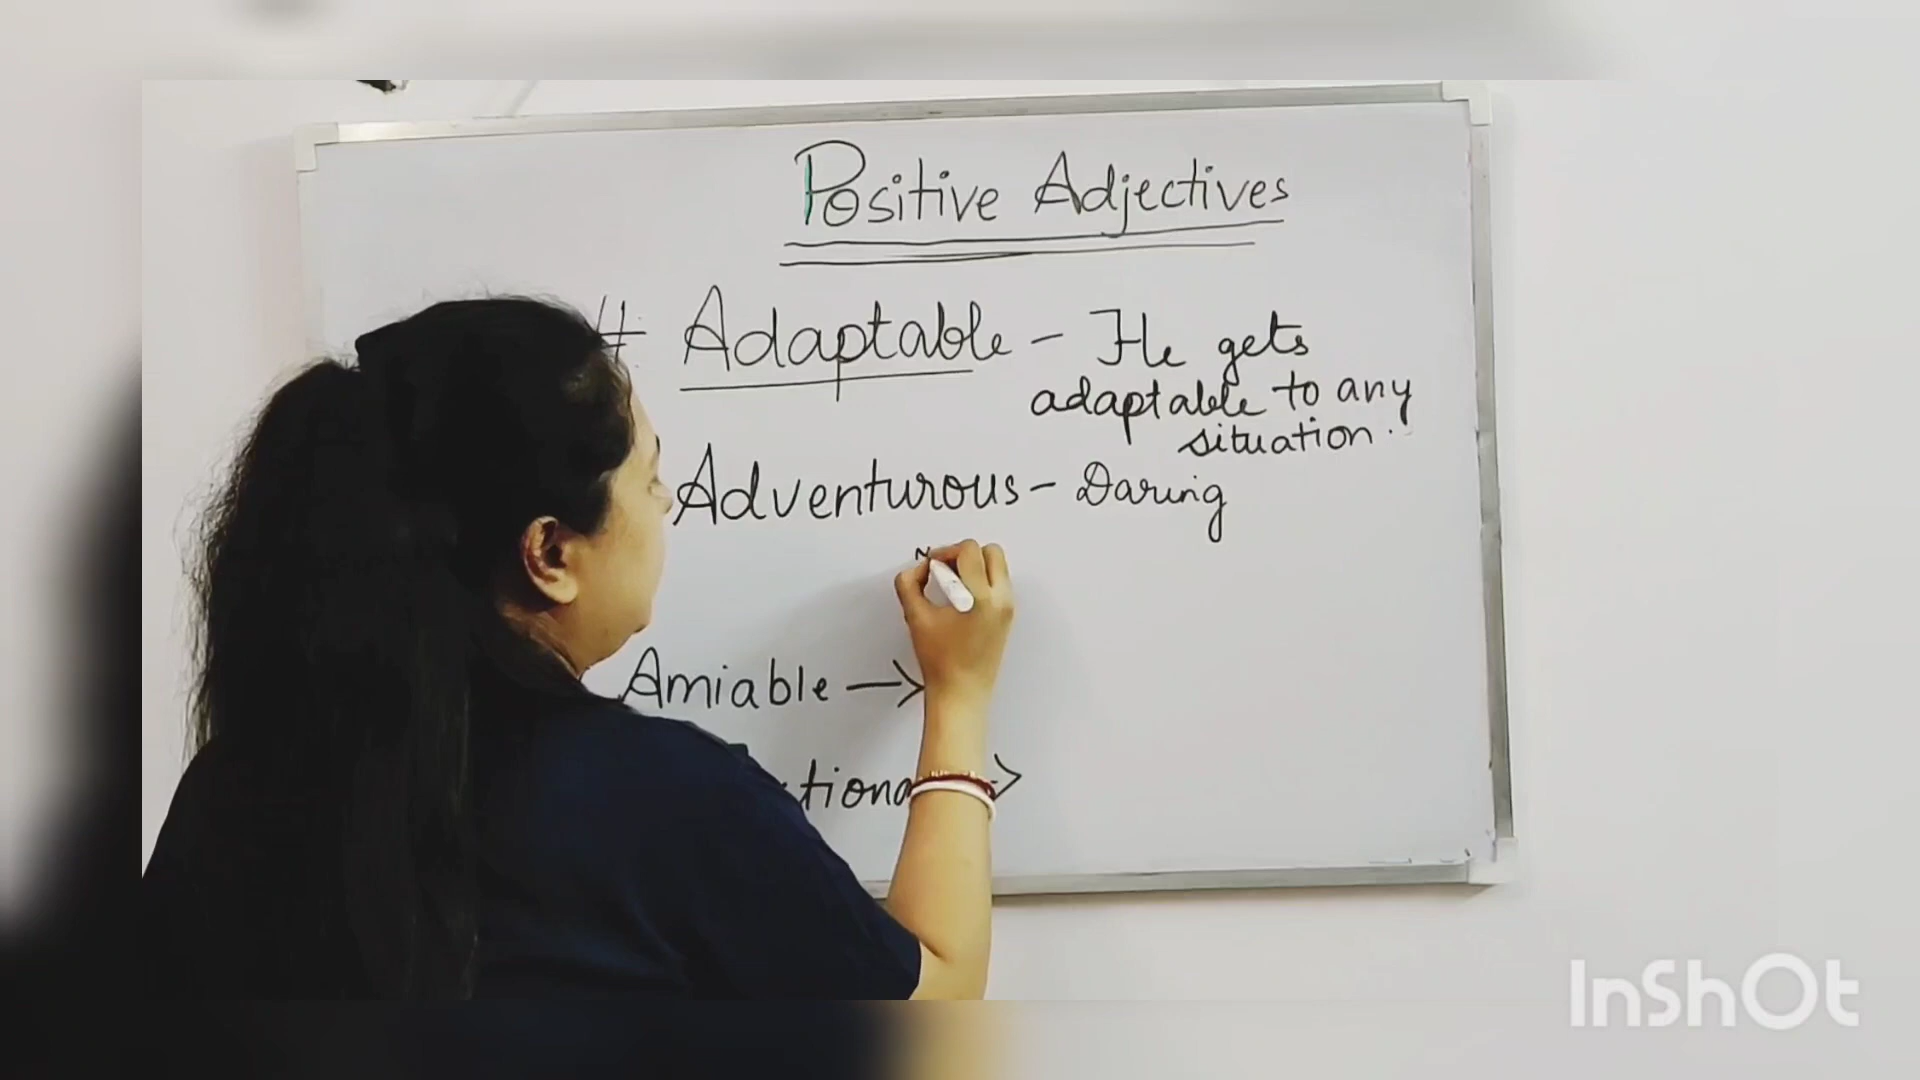 Positive Adjectives
# Adaptable - He gets
adaptable to any
situation.
Adventurous - Daring
Amiable →
InShOt